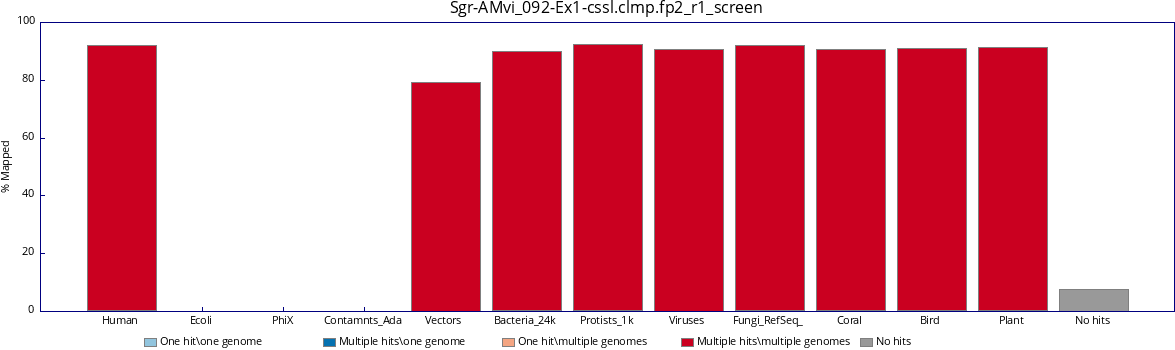 Sgr-AMvi_092-Ex1-cssl.clmp.fp2_r1_screen
100
80
60
40
20
0
% Mapped
Human Ecoli PhiX Contamnts_Ada Vectors Bacteria_24k Protists_1k Viruses Fungi_RefSeq_ Coral Bird Plant No hits
One hit\one genome Multiple hits\one genome One hit\multiple genomes Multiple hits\multiple genomes No hits